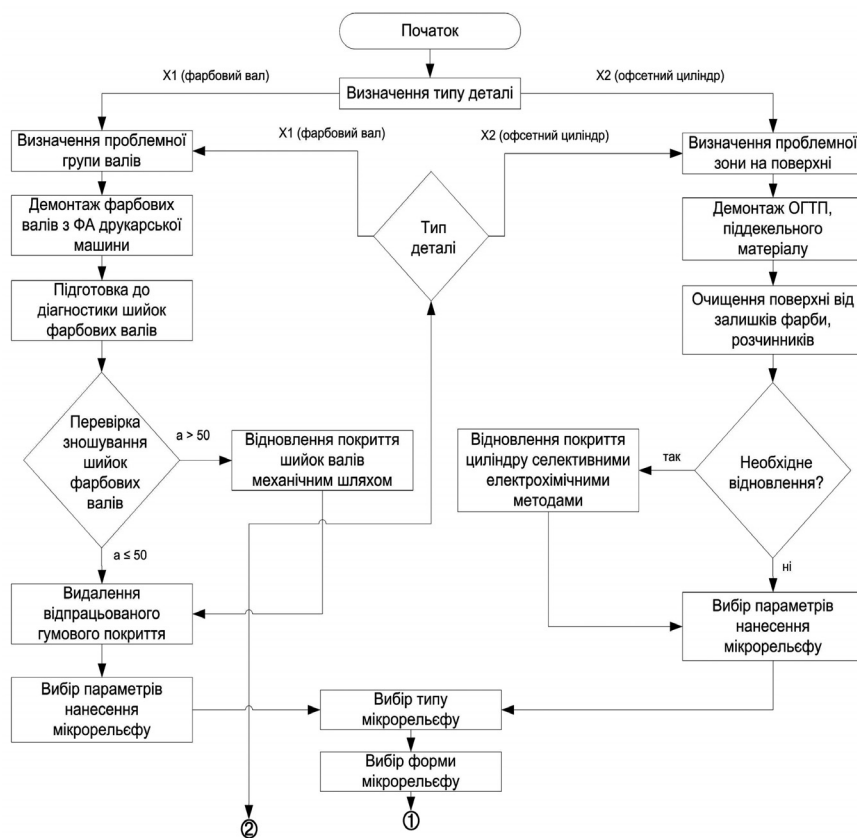 Початок
X1 (фарбовий вал)
X2 (офсетний циліндр)
Визначення типу деталі
X1 (фарбовий вал)
X2 (офсетний циліндр)
Визначення проблемної
групи валів
Визначення проблемної
зони на поверхні
Демонтаж фарбових
валів з ФА друкарської
машини
Тип
деталі
Демонтаж ОГТП,
піддекельного
матеріалу
Підготовка до
діагностики шийок
фарбових валів
Очищення поверхні від
залишків фарби,
розчинників
Перевірка
зношування
шийок
фарбових
валів
a > 50
Відновлення покриття
шийок валів
механічним шляхом
Відновлення покриття
циліндру селективними
електрохімічними
методами
так
Необхідне
відновлення?
a ≤ 50
ні
Видалення
відпрацьованого
гумового покриття
Вибір параметрів
нанесення
мікрорельєфу
Вибір параметрів
нанесення
мікрорельєфу
Вибір типу
мікрорельєфу
Вибір форми
мікрорельєфу
②
①